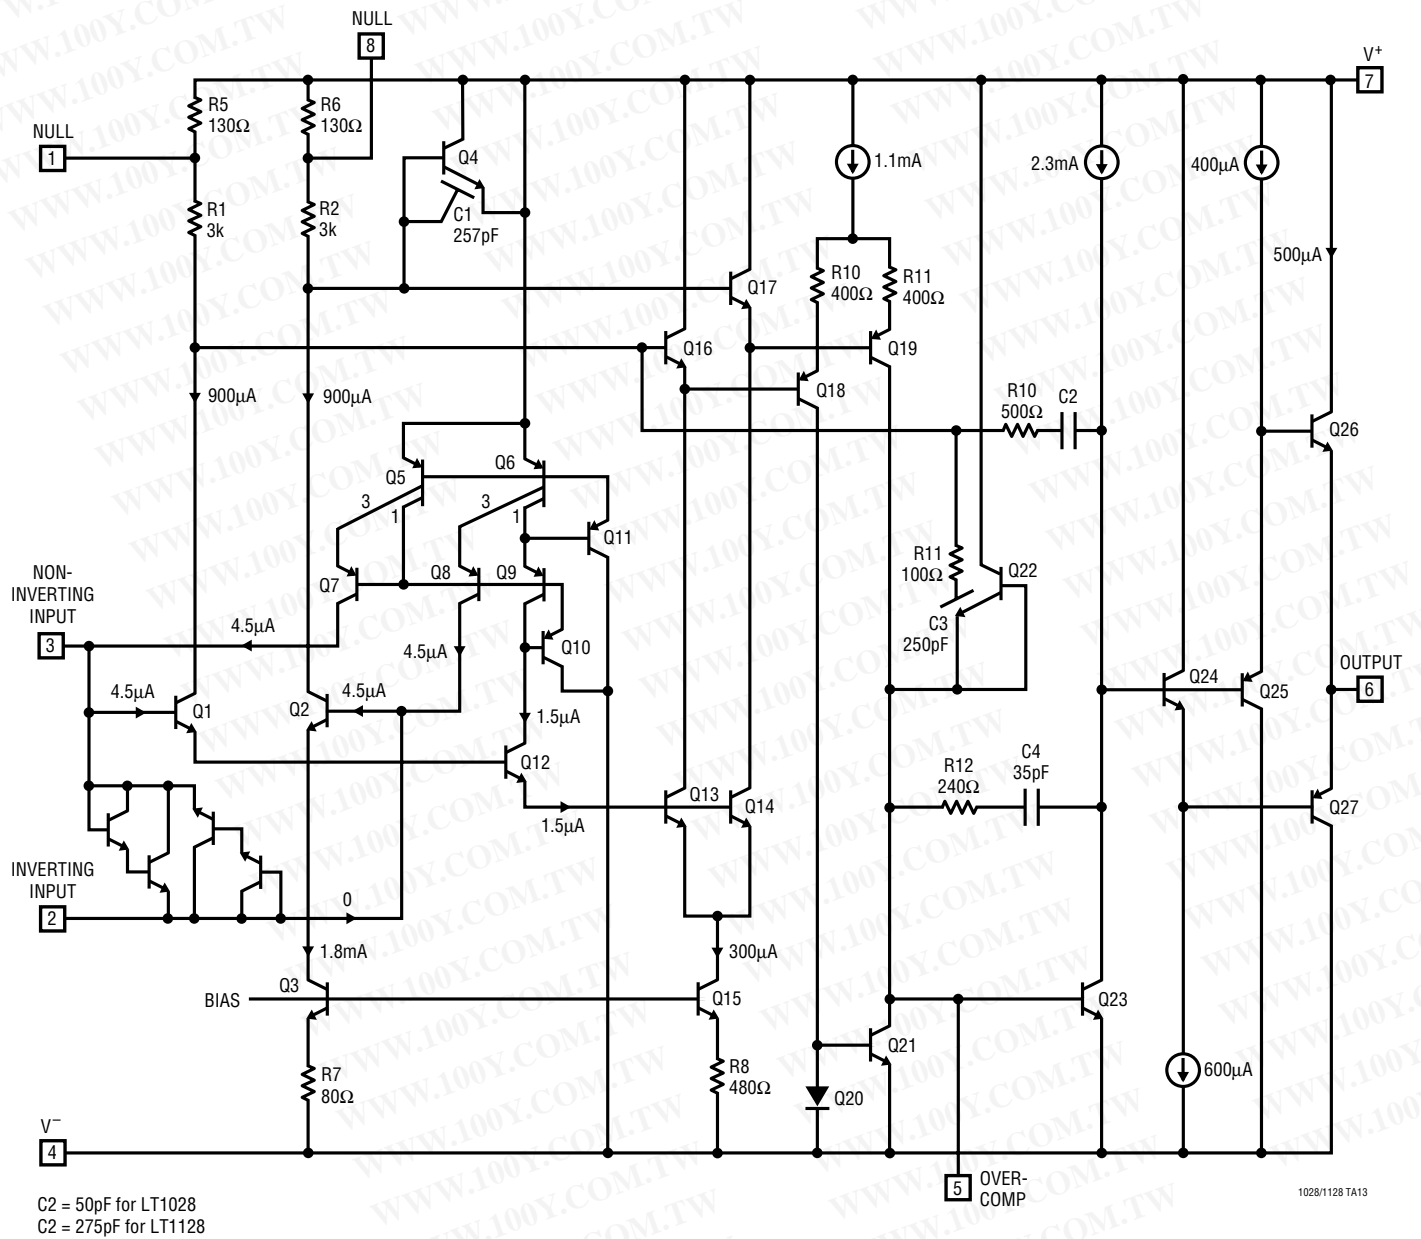 NULL
8
V+
7
R5
130Ω
R6
130Ω
NULL
1
Q4
1.1mA
2.3mA
400µA
R1
3k
R2
3k
C1
257pF
500µA
R10
400Ω
R11
400Ω
Q17
Q16
Q19
Q18
900µA
900µA
R10
500Ω
C2
Q26
Q5
Q6
3
1
3
1
Q11
NON-
INVERTING
INPUT
3
Q7
Q8
Q9
R11
100Ω
Q22
C3
250pF
4.5µA
4.5µA
Q10
OUTPUT
6
4.5µA
Q1
Q2
4.5µA
1.5µA
Q24
Q25
Q12
1.5µA
Q13
Q14
R12
240Ω
C4
35pF
Q27
INVERTING
INPUT
2
0
1.8mA
300µA
BIAS
Q3
Q15
Q23
Q21
R7
80Ω
R8
480Ω
Q20
600µA
V−
4
5
OVER-
COMP
C2 = 50pF for LT1028
C2 = 275pF for LT1128
1028/1128 TA13
WWW.100Y.COM.TW